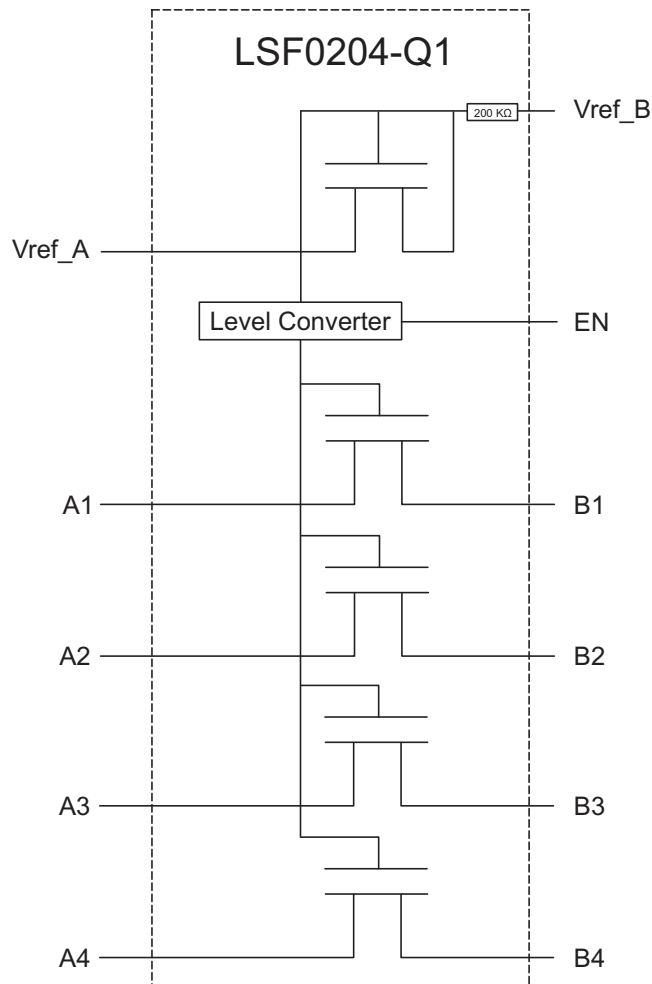 LSF0204-Q1
200 KΩ
Vref_B
Vref_A
Level Converter
EN
A1
B1
A2
B2
A3
B3
A4
B4